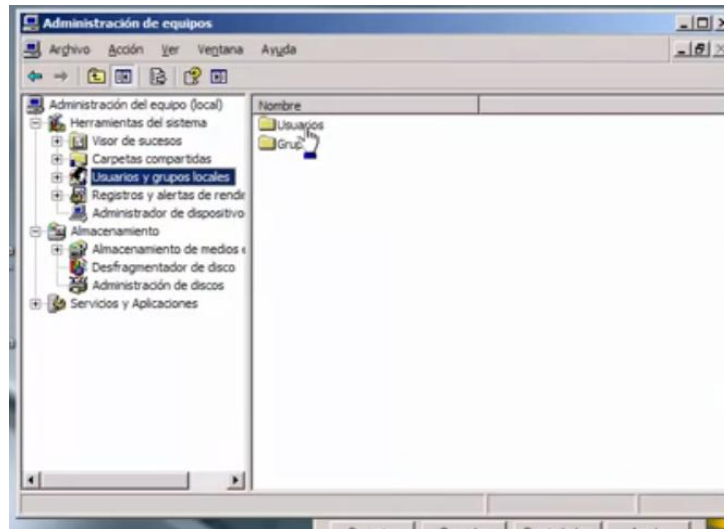 Administración de equipos
Archivo Acción Ver Ventana Ayuda
Administración del equipo (local)
Herramientas del sistema
Visor de sucesos
Carpetas compartidas
Usuarios y grupos locales
Registros y alertas de rendir
Administrador de dispositivo
Almacenamiento
Almacenamiento de medios e
Desfragmentador de disco
Administración de discos
Servicios y Aplicaciones
Nombre
Usuarios
Grup